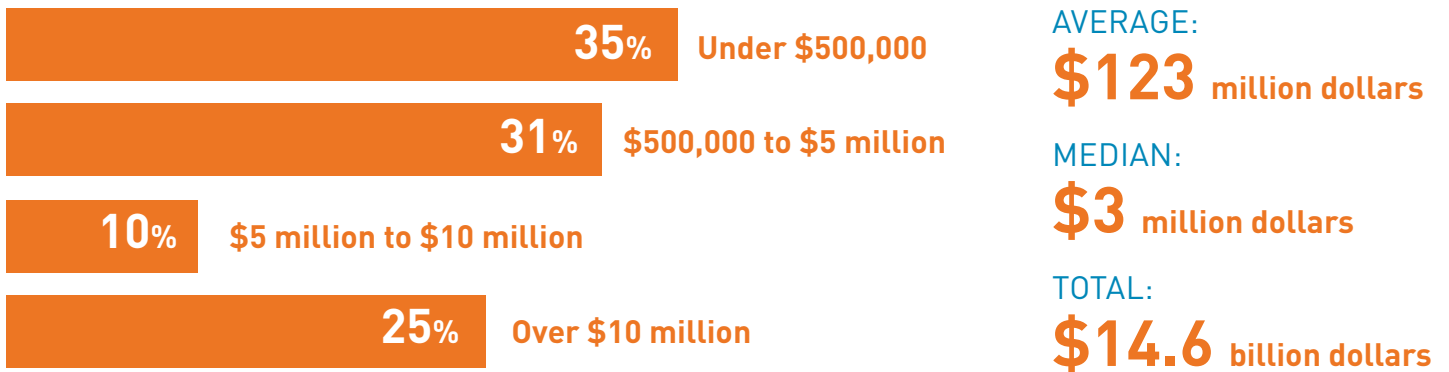 35% Under $500,000
31% $500,000 to $5 million
10% $5 million to $10 million
25% Over $10 million
AVERAGE:
$123 million dollars
MEDIAN:
$3 million dollars
TOTAL:
$14.6 billion dollars